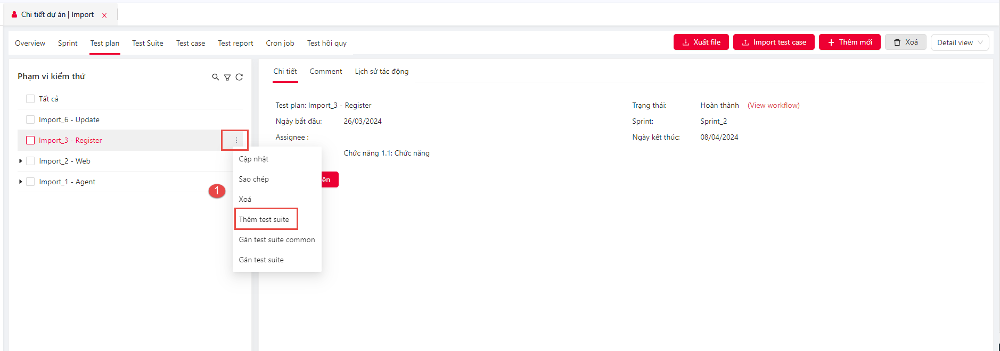 Chi tiết dự án | Import
Overview Sprint Test plan Test Suite Test case Test report Cron job Test hồi quy
Xuất file Import test case Thêm mới Xoá Detail view
Phạm vi kiểm thử
Tất cả
Import_6 - Update
Import_3 - Register
Import_2 - Web
Import_1 - Agent
1
Cập nhật
Sao chép
Xoá
Thêm test suite
Gán test suite common
Gán test suite
Chi tiết Comment Lịch sử tác động
Test plan: Import_3 - Register
Trạng thái: Hoàn thành (View workflow)
Ngày bắt đầu: 26/03/2024
Sprint: Sprint_2
Assignee :
Ngày kết thúc: 08/04/2024
Chức năng 1.1: Chức năng